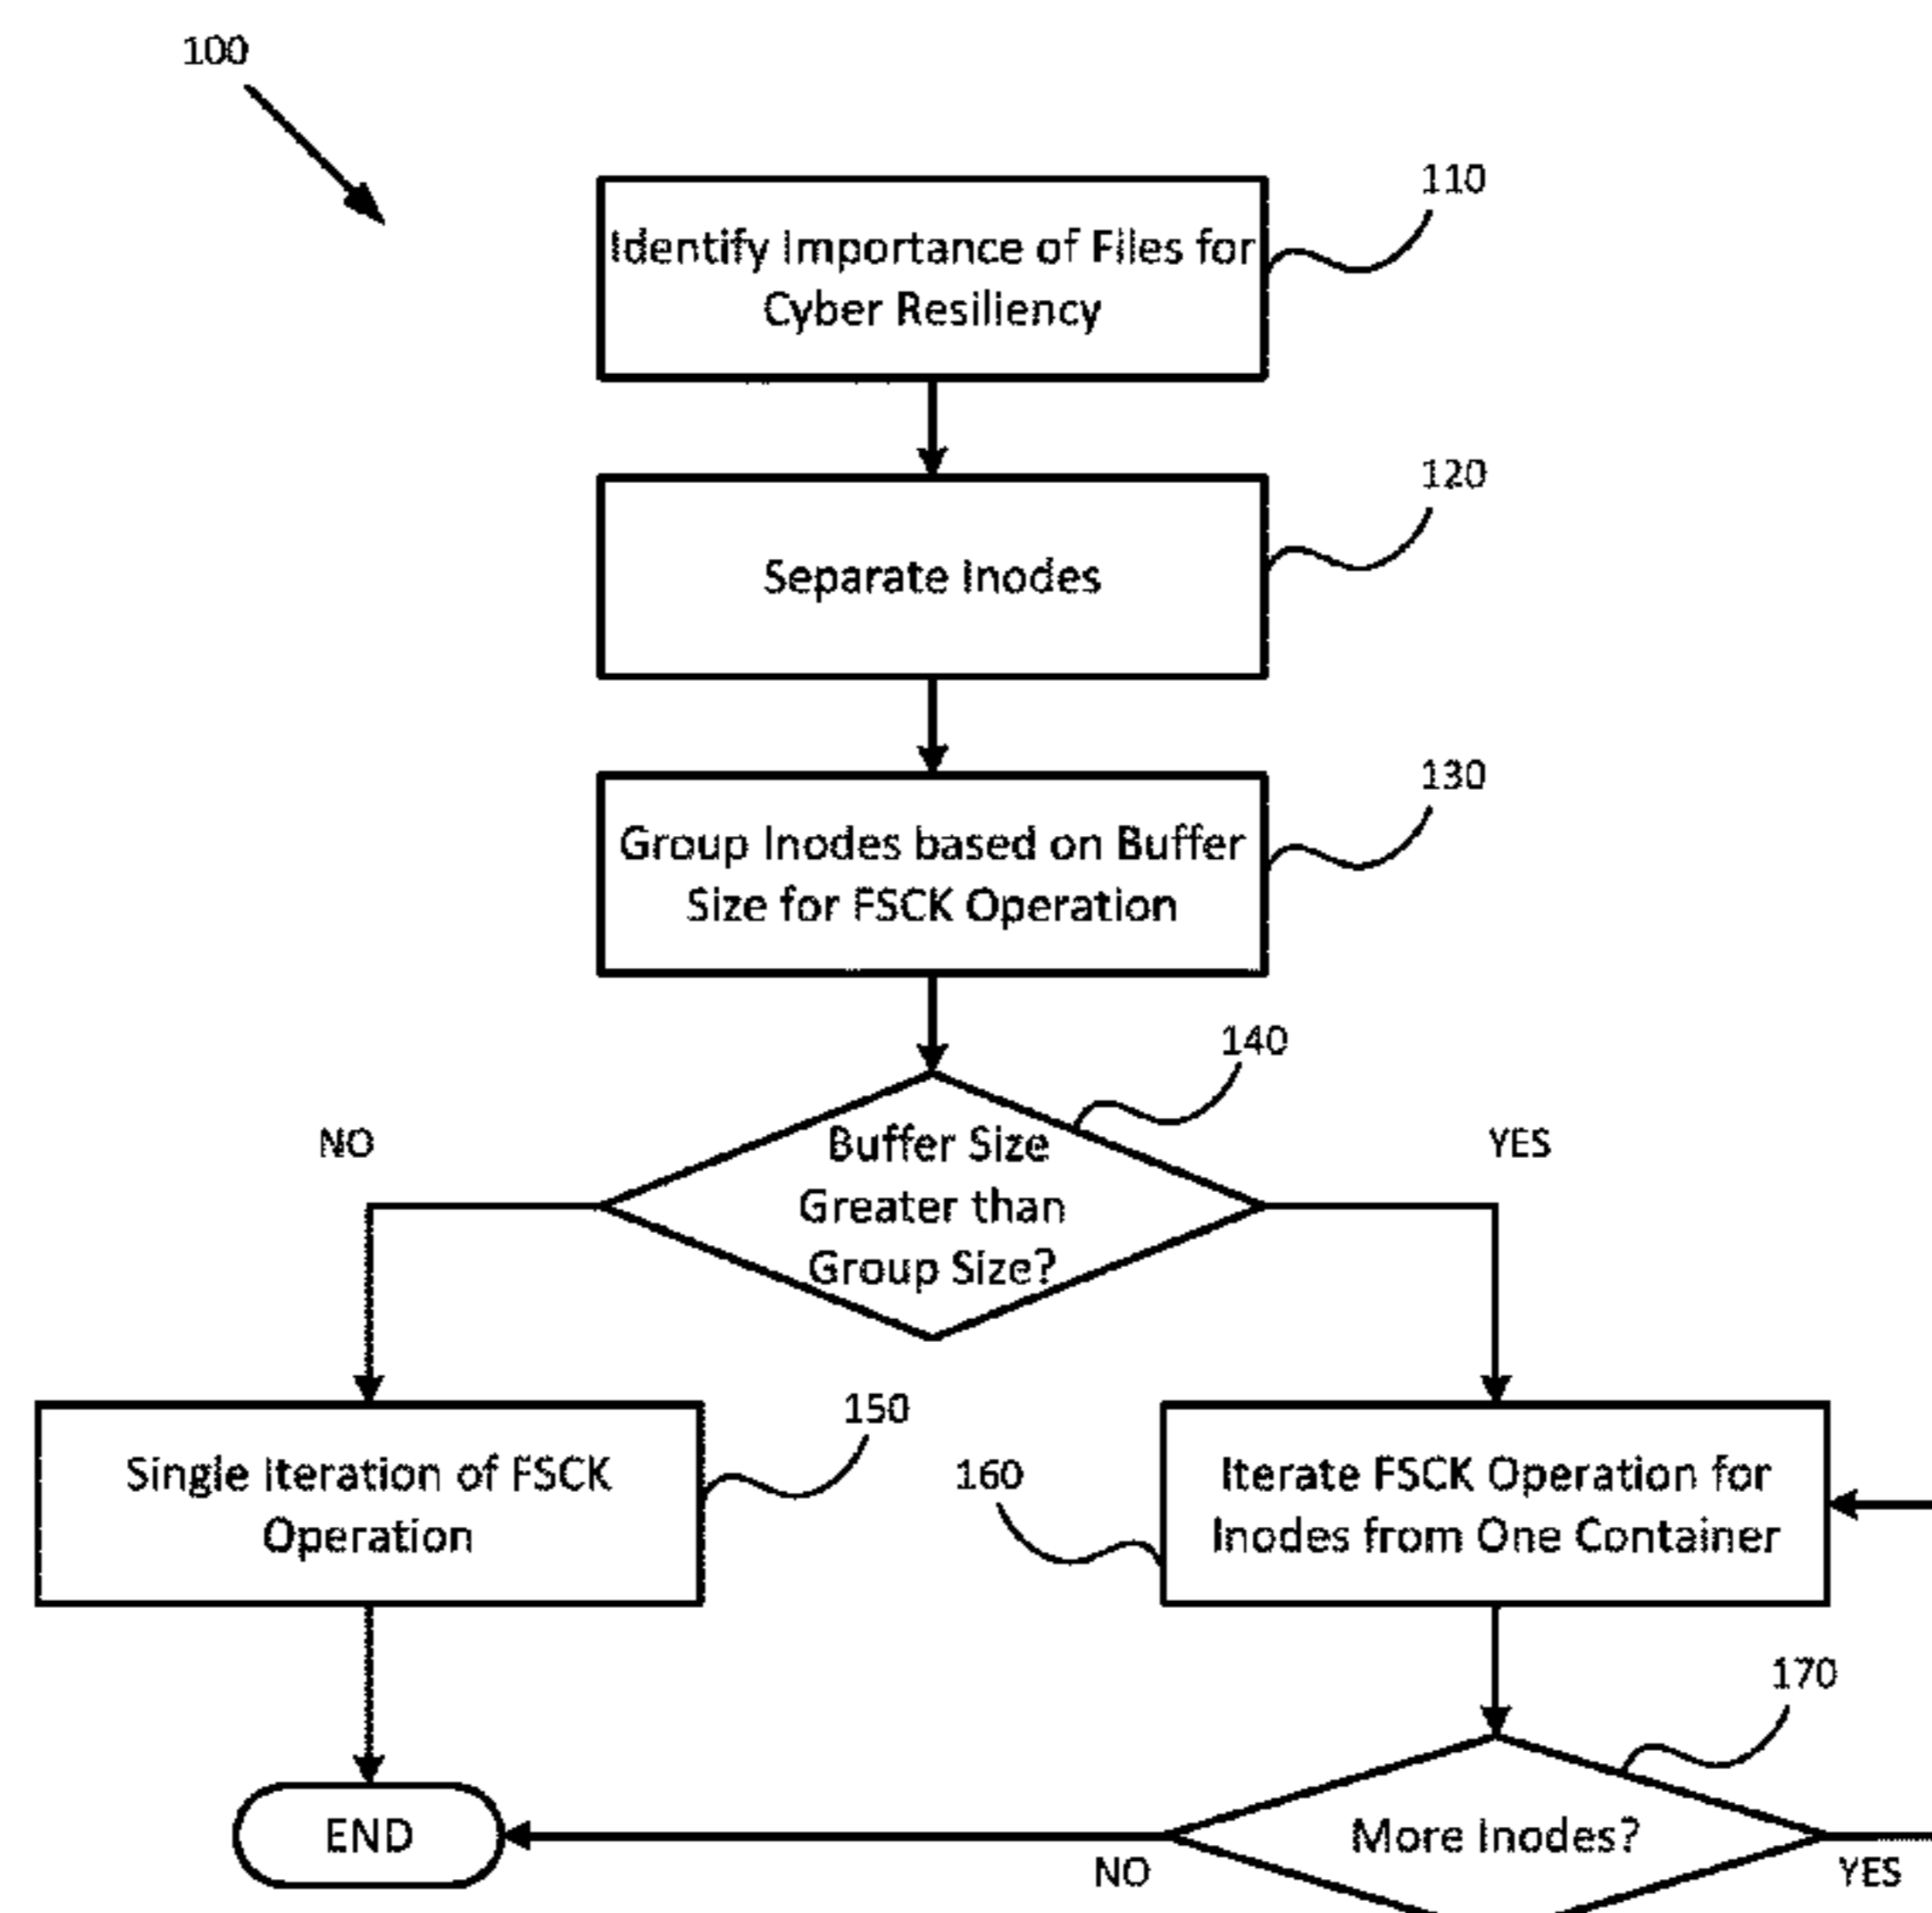 100
110
Identify Importance of Files for
Cyber Resiliency
120
Separate Inodes
130
Group Inodes based on Buffer
Size for FSCK Operation
140
NO
YES
Buffer Size
Greater than
Group Size?
150
Single Iteration of FSCK
Operation
160
Iterate FSCK Operation for
Inodes from One Container
170
END
More Inodes?
NO
YES